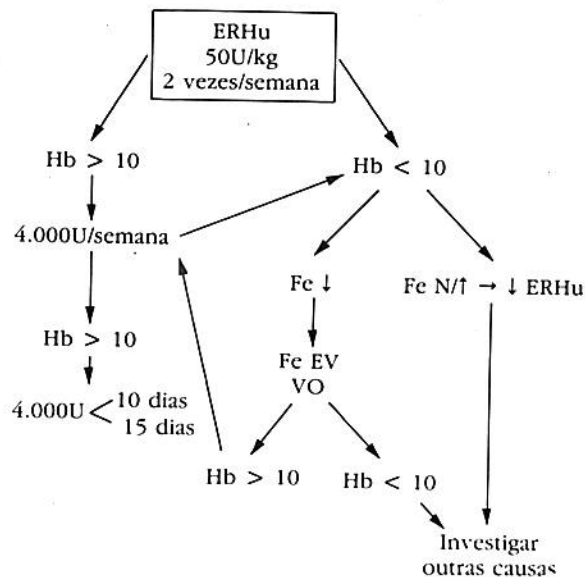 ERHu
50U/kg
2 vezes/semana
Hb > 10
Hb < 10
4.000U/semana
Fe ↓
Fe N/↑ → ↓ ERHu
Hb > 10
Fe EV
VO
4.000U < 10 dias
15 dias
Hb > 10
Hb < 10
Investigar
outras causas